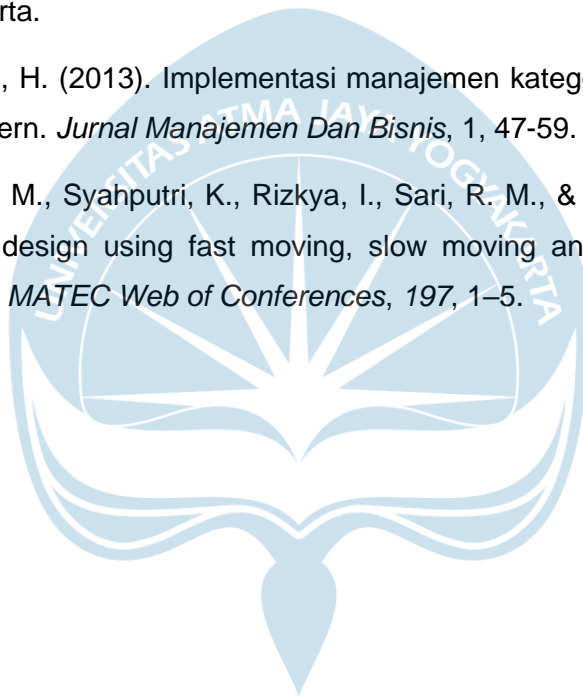 rta.
, H. (2013). Implementasi manajemen kateg
ern. Jurnal Manajemen Dan Bisnis, 1, 47-59.
M., Syahputri, K., Rizkya, I., Sari, R. M., &
design using fast moving, slow moving an
MATEC Web of Conferences, 197, 1–5.
UNIVERSITAS ATMA JAYA YOGYAKARTA